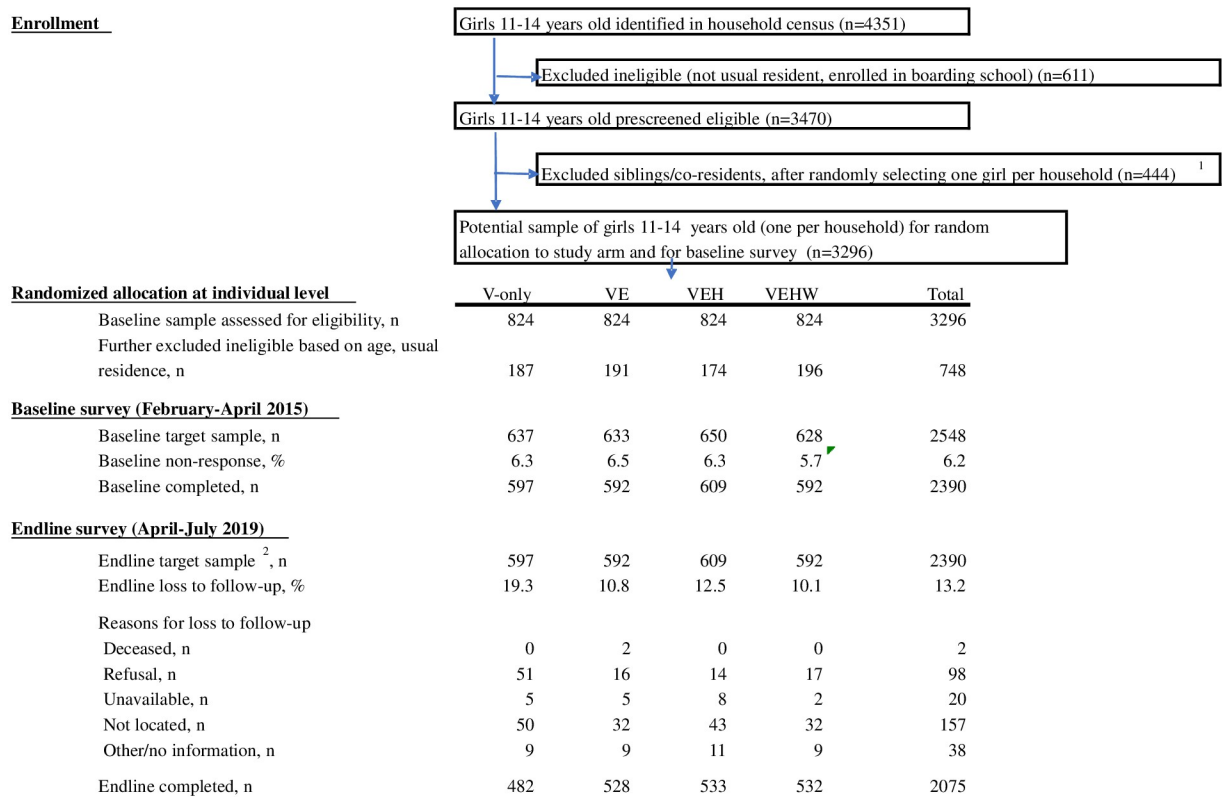 Enrollment
Girls 11-14 years old identified in household census (n=4351)
Excluded ineligible (not usual resident, enrolled in boarding school) (n=611)
Girls 11-14 years old prescreened eligible (n=3470)
Excluded siblings/co-residents, after randomly selecting one girl per household (n=444) 1
Potential sample of girls 11-14 years old (one per household) for random
allocation to study arm and for baseline survey (n=3296)
Randomized allocation at individual level V-only VE VEH VEHW Total
Baseline sample assessed for eligibility, n 824 824 824 824 3296
Further excluded ineligible based on age, usual
residence, n 187 191 174 196 748
Baseline survey (February-April 2015)
Baseline target sample, n 637 633 650 628 2548
Baseline non-response, % 6.3 6.5 6.3 5.7 6.2
Baseline completed, n 597 592 609 592 2390
Endline survey (April-July 2019)
Endline target sample 2, n 597 592 609 592 2390
Endline loss to follow-up, % 19.3 10.8 12.5 10.1 13.2
Reasons for loss to follow-up
Deceased, n 0 2 0 0 2
Refusal, n 51 16 14 17 98
Unavailable, n 5 5 8 2 20
Not located, n 50 32 43 32 157
Other/no information, n 9 9 11 9 38
Endline completed, n 482 528 533 532 2075